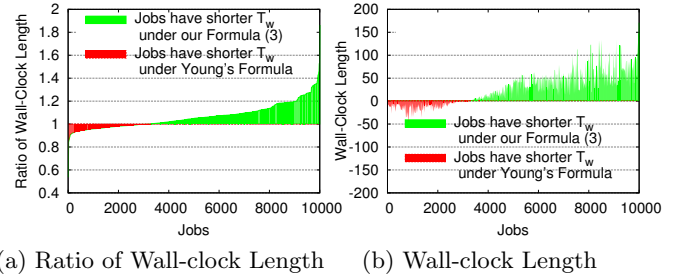 2
1.8
1.6
1.4
1.2
1
0.8
0.6
0.4
Ratio of Wall-Clock Length
Jobs have shorter Tw
under our Formula (3)
Jobs have shorter Tw
under Young's Formula
0 2000 4000 6000 8000 10000
Jobs
200
150
100
50
0
-50
-100
-150
-200
Wall-Clock Length
Jobs have shorter Tw
under our Formula (3)
Jobs have shorter Tw
under Young's Formula
0 2000 4000 6000 8000 10000
Jobs
(a) Ratio of Wall-clock Length (b) Wall-clock Length